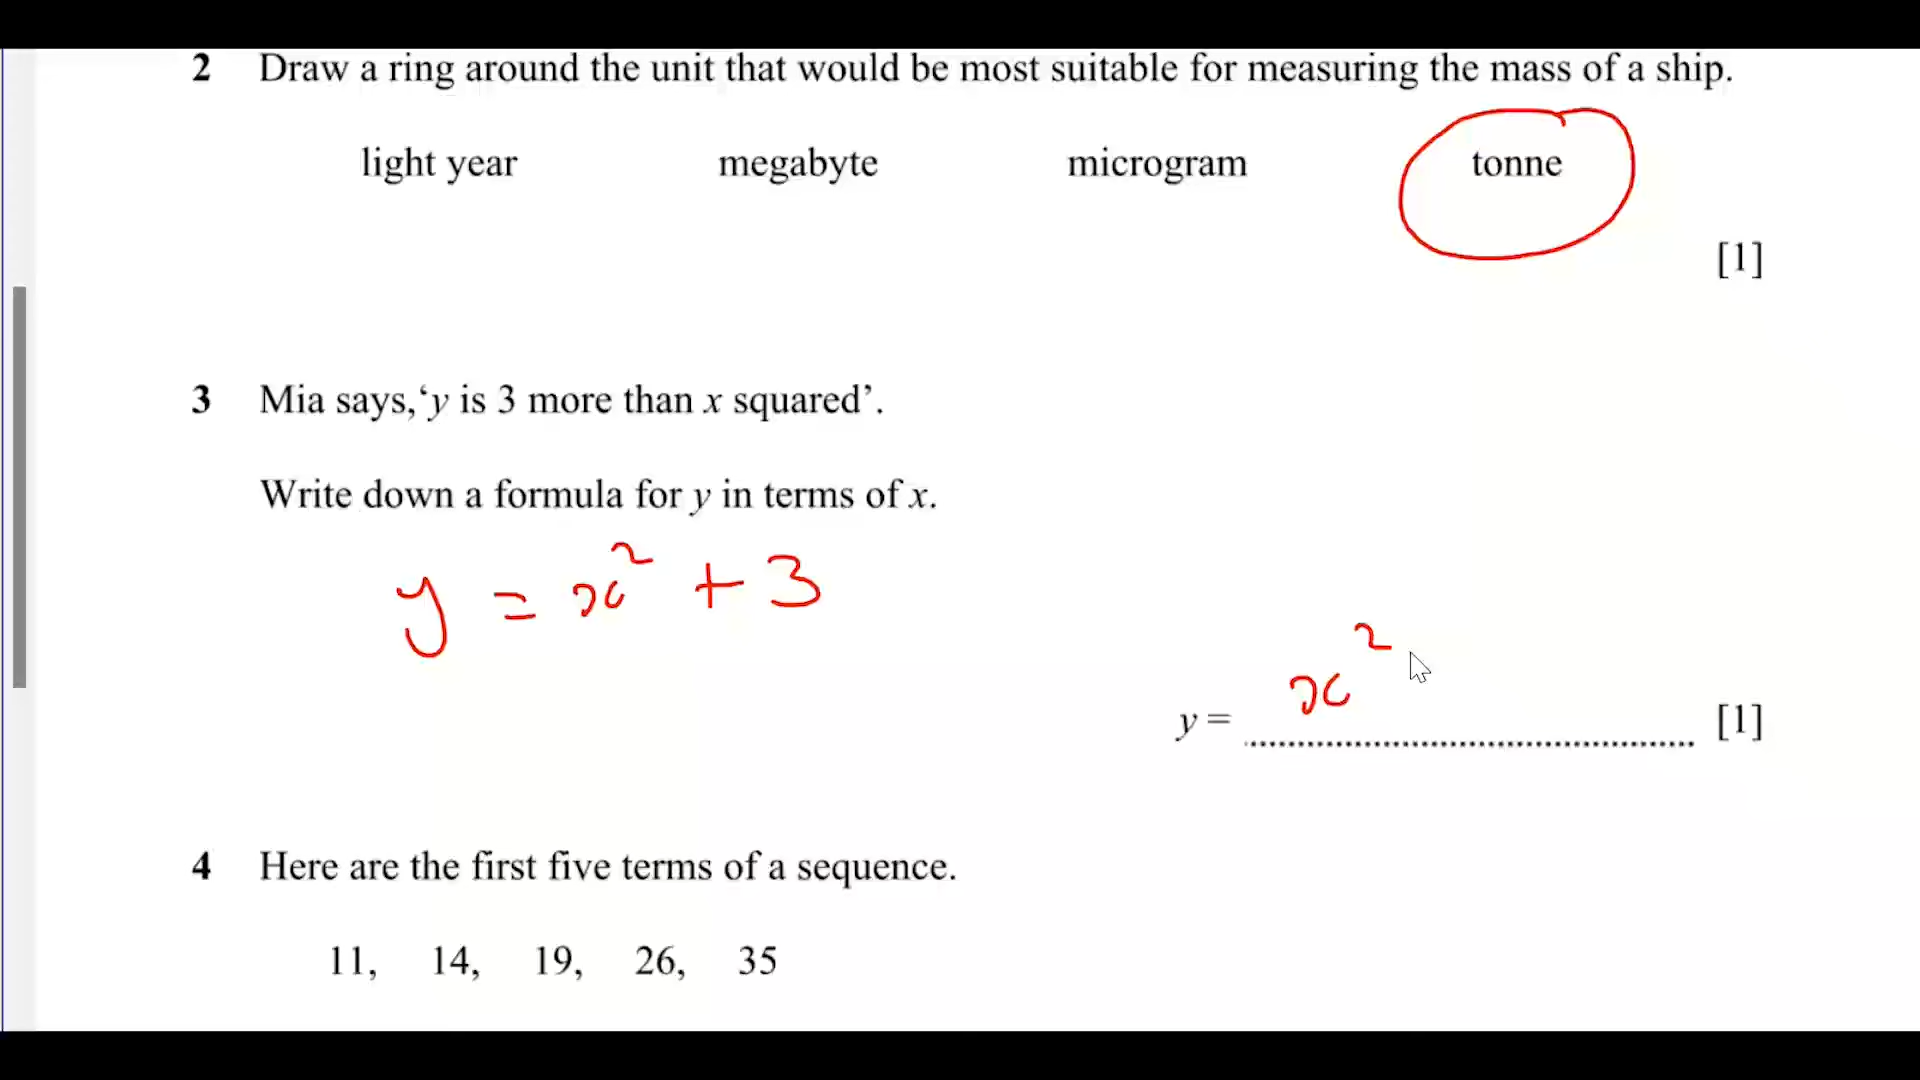 2 Draw a ring around the unit that would be most suitable for measuring the mass of a ship.
light year megabyte microgram tonne
[1]
3 Mia says,‘y is 3 more than x squared’.
Write down a formula for y in terms of x.
y = x² + 3
y = x² [1]
4 Here are the first five terms of a sequence.
11, 14, 19, 26, 35